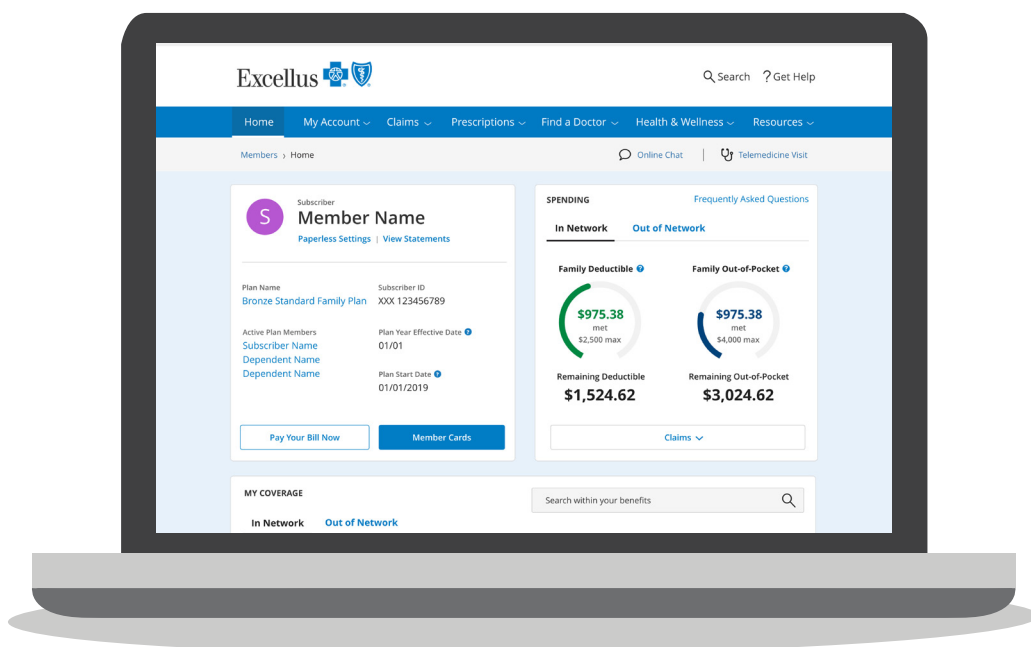 Excellus
Search ? Get Help
Home My Account Claims Prescriptions Find a Doctor Health & Wellness Resources
Members › Home
Online Chat | Telemedicine Visit
S
Subscriber
Member Name
Paperless Settings | View Statements
Plan Name
Bronze Standard Family Plan
Subscriber ID
XXX 123456789
Active Plan Members
Subscriber Name
Dependent Name
Dependent Name
Plan Year Effective Date ?
01/01
Plan Start Date ?
01/01/2019
Pay Your Bill Now
Member Cards
SPENDING
Frequently Asked Questions
In Network Out of Network
Family Deductible ?
$975.38
met
$2,500 max
Remaining Deductible
$1,524.62
Family Out-of-Pocket ?
$975.38
met
$4,000 max
Remaining Out-of-Pocket
$3,024.62
Claims
MY COVERAGE
Search within your benefits
In Network Out of Network